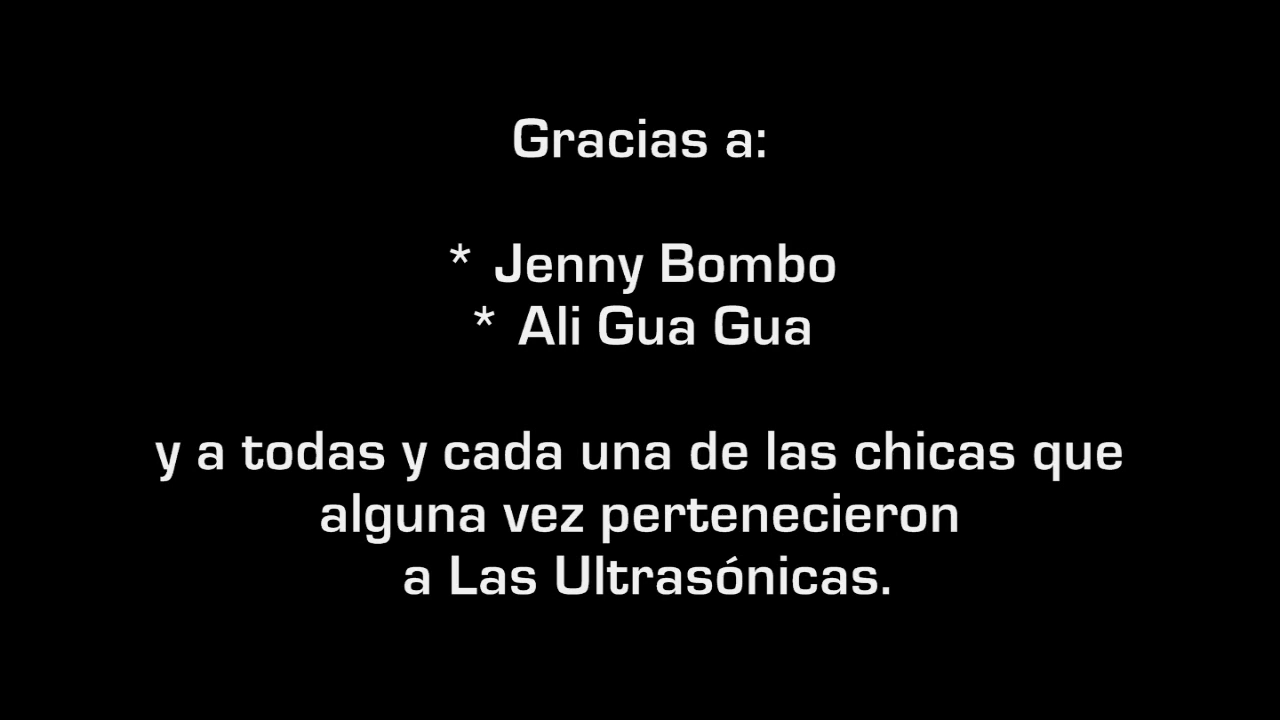 Gracias a:
* Jenny Bombo
* Ali Gua Gua
y a todas y cada una de las chicas que
alguna vez pertenecieron
a Las Ultrasónicas.